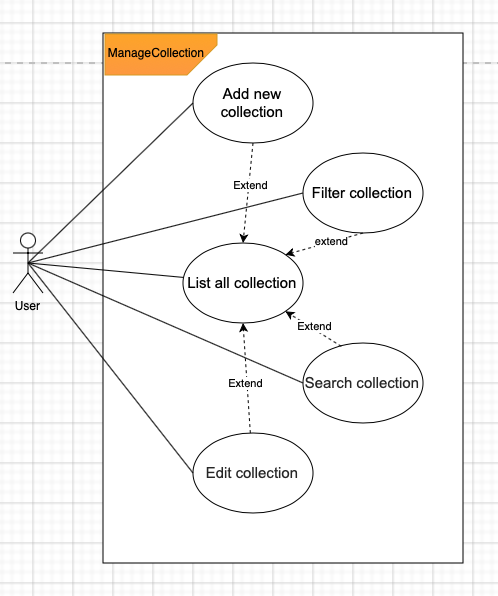 ManageCollection
Add new
collection
Extend
Filter collection
extend
List all collection
User
Extend
Search collection
Extend
Edit collection